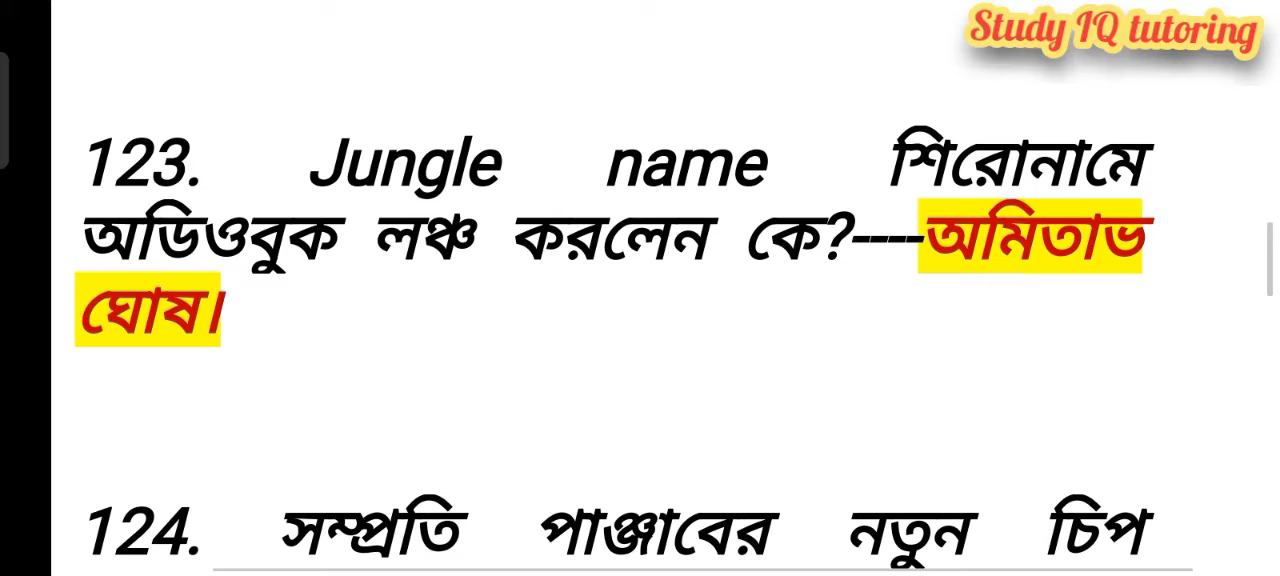 Study IQ tutoring
123. Jungle name শিরোনামে
অডিওবুক লঞ্চ করলেন কে?----অমিতাভ
ঘোষ।
124. সম্প্রতি পাঞ্জাবের নতুন চিপ